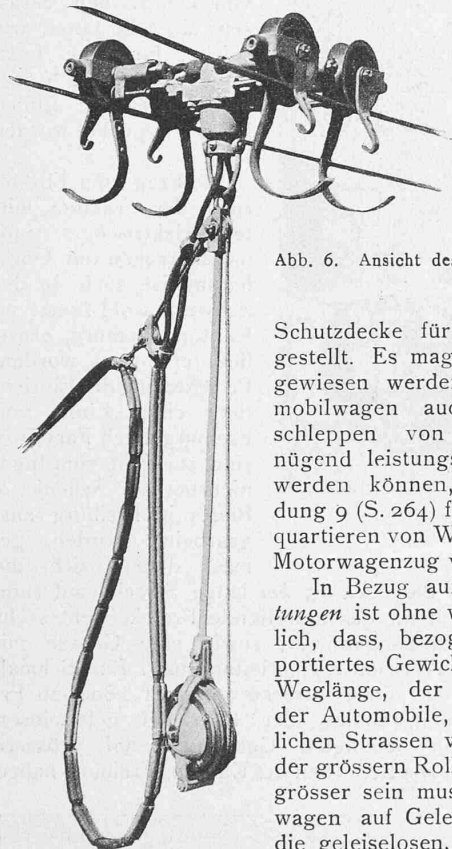 Abb. 6. Ansicht de
Schutzdecke für
gestellt. Es mag
gewiesen werde
mobilwagen auc
schleppen von
nügend leistungs
werden können,
dung 9 (S. 264) f
quartieren von W
Motorwagenzug v
In Bezug au
tungen ist ohne w
lich, dass, bezog
portiertes Gewich
Weglänge, der
der Automobile,
lichen Strassen v
der grössern Rol
grösser sein mus
wagen auf Gele
die geleiselosen.